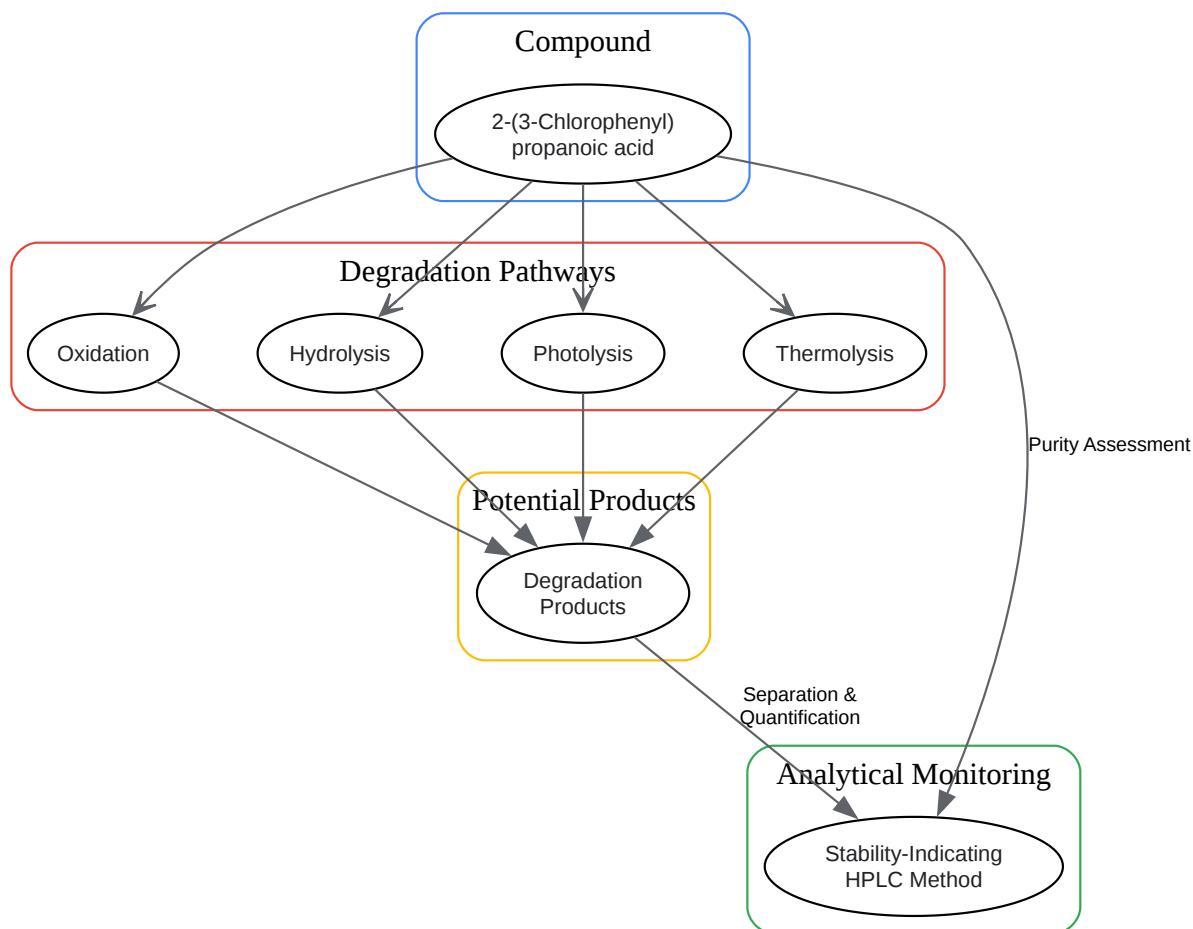 Compound
2-(3-Chlorophenyl)
propanoic acid
Degradation Pathways
Oxidation
Hydrolysis
Photolysis
Thermolysis
Purity Assessment
Potential Products
Degradation
Products
Separation &
Quantification
Analytical Monitoring
Stability-Indicating
HPLC Method